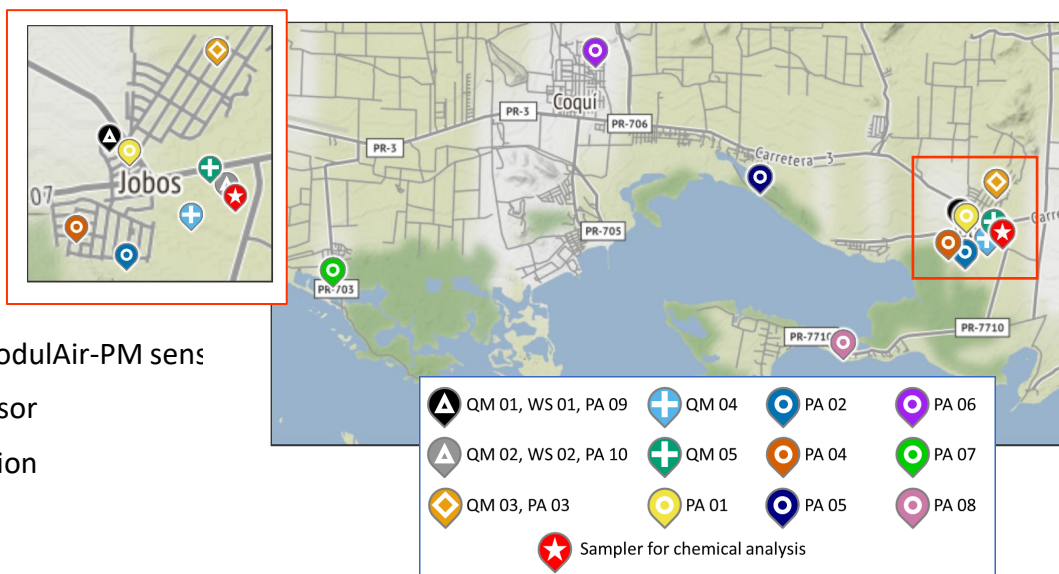 Jobos
07
Coquí
PR-3
PR-706
PR-3
Carretera 3
PR-705
PR-703
PR-7710
PR-7710
odulAir-PM sens
sor
ion
QM 01, WS 01, PA 09
QM 04
PA 02
PA 06
QM 02, WS 02, PA 10
QM 05
PA 04
PA 07
QM 03, PA 03
PA 01
PA 05
PA 08
Sampler for chemical analysis